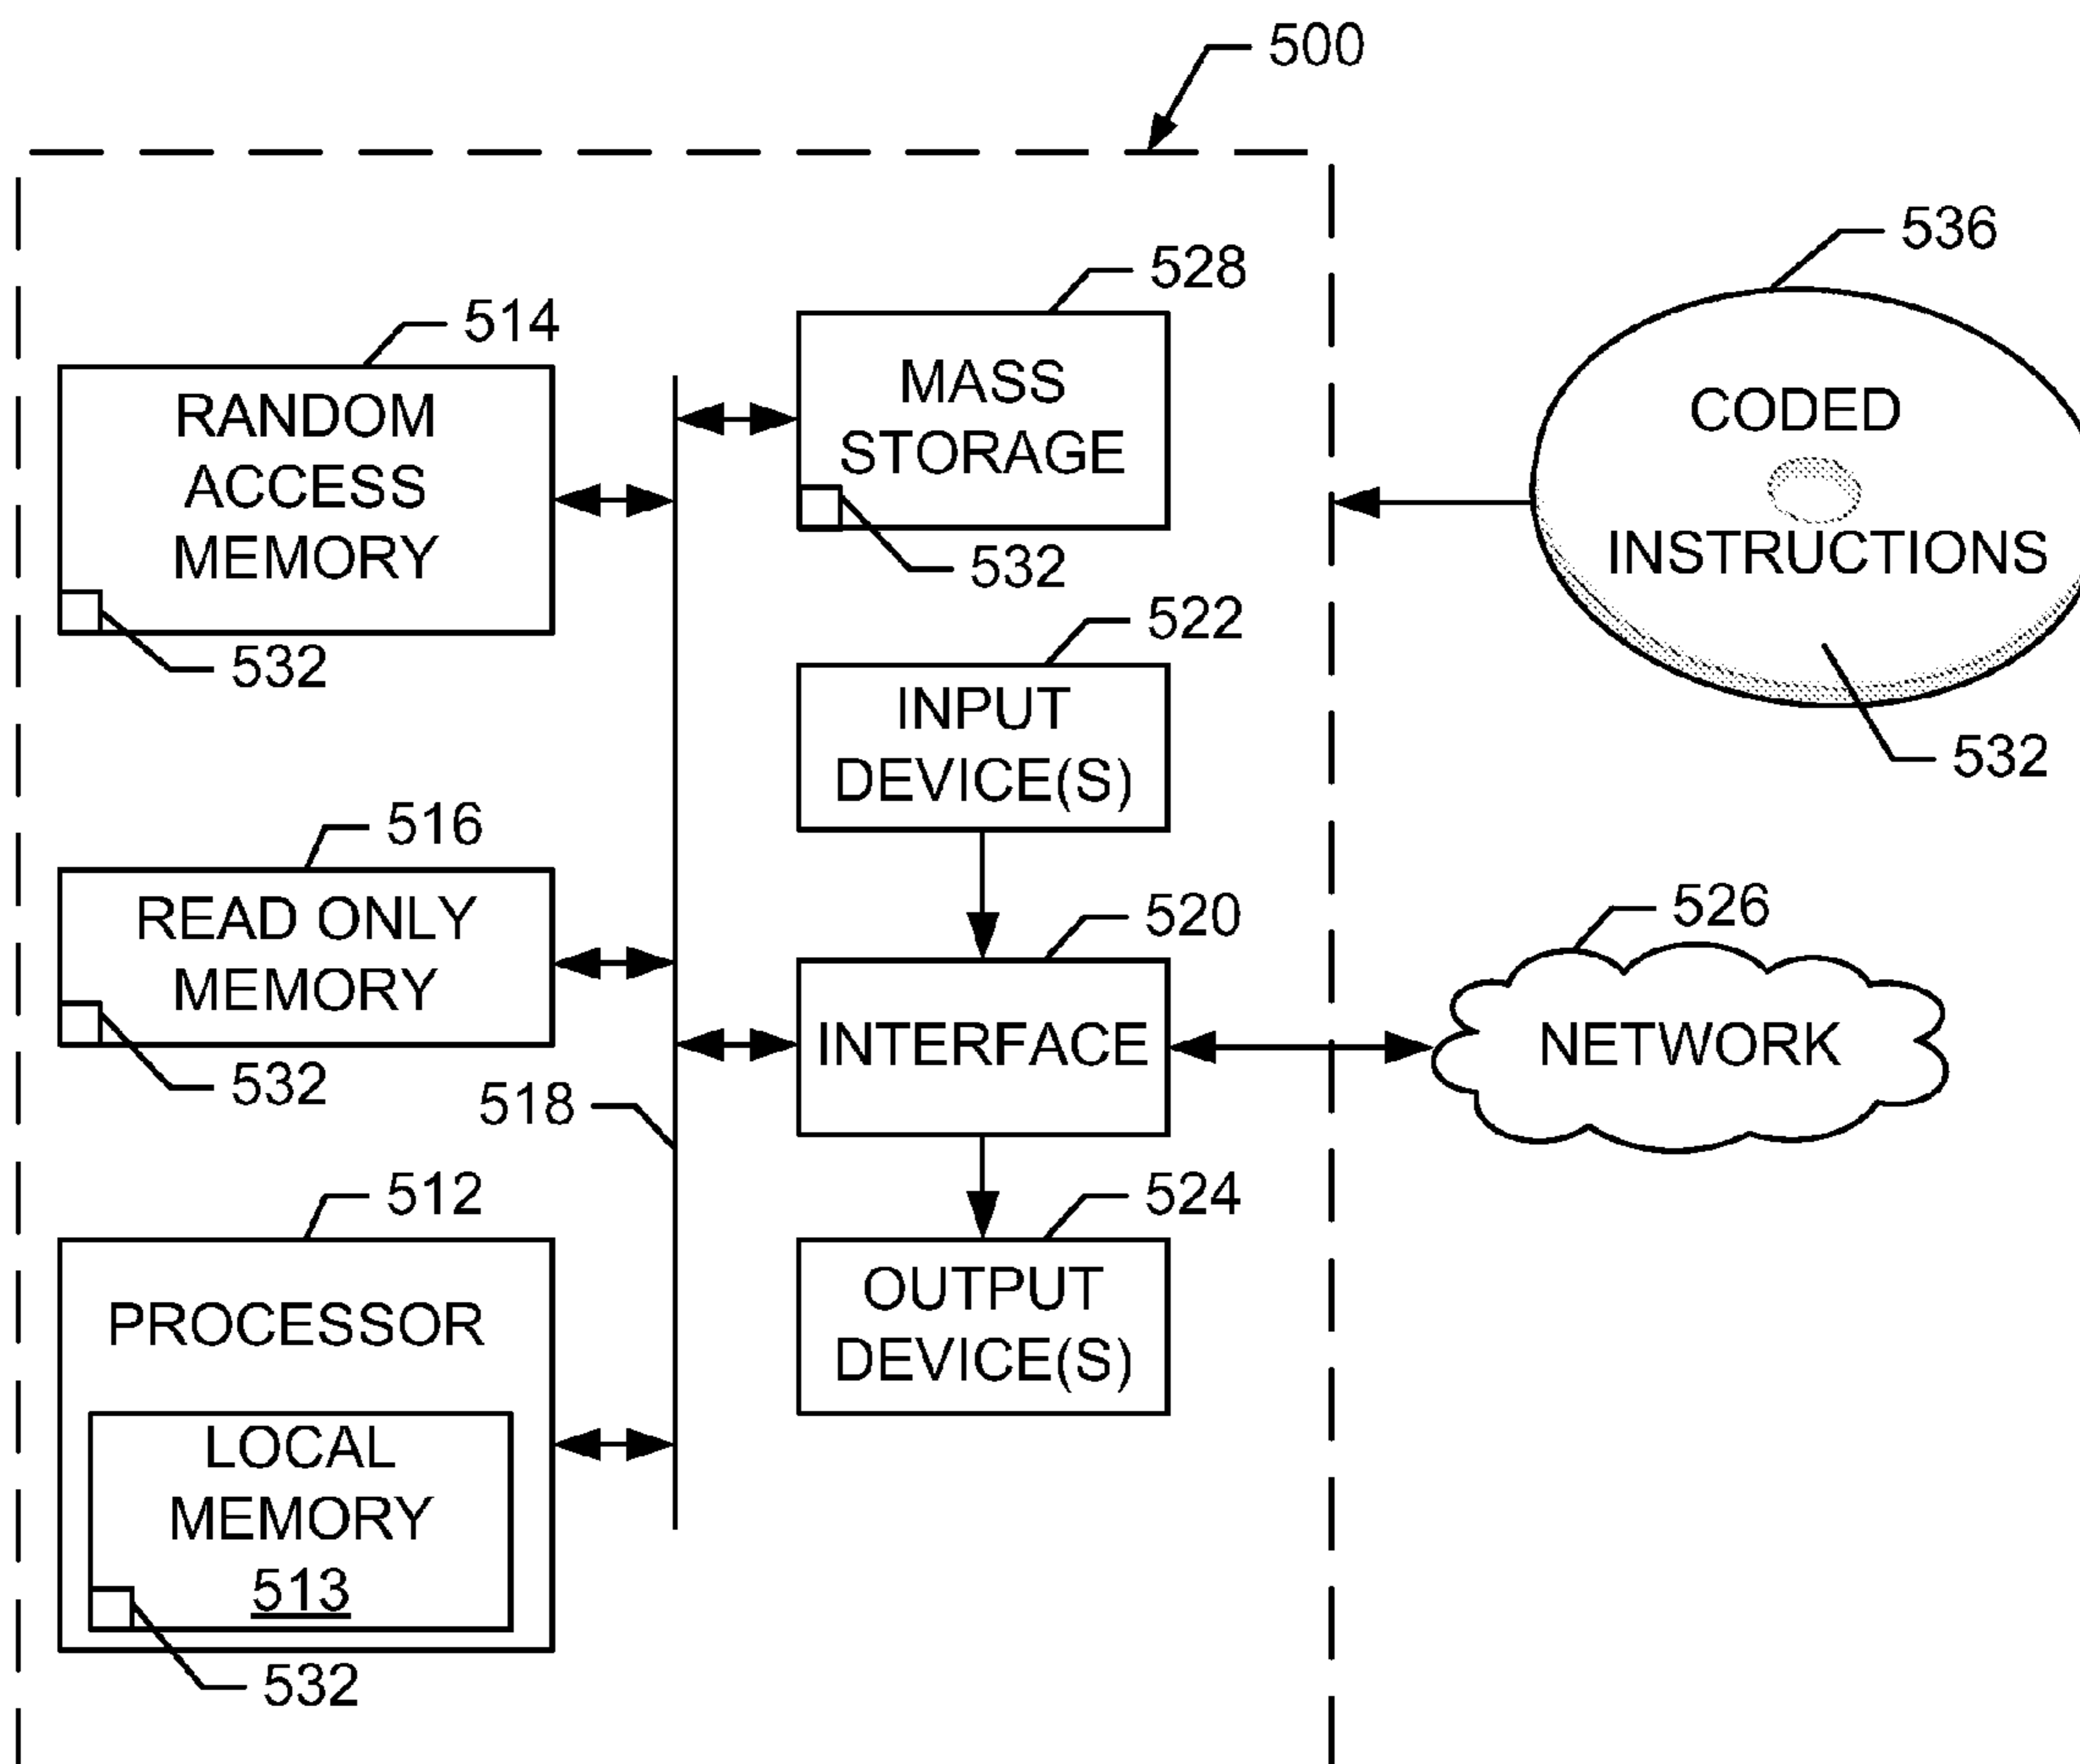 500
536
528
514
MASS
STORAGE
RANDOM
ACCESS
MEMORY
CODED
INSTRUCTIONS
532
522
532
INPUT
DEVICE(S)
532
516
526
READ ONLY
MEMORY
520
INTERFACE
NETWORK
532
518
512
524
PROCESSOR
OUTPUT
DEVICE(S)
LOCAL
MEMORY
513
532